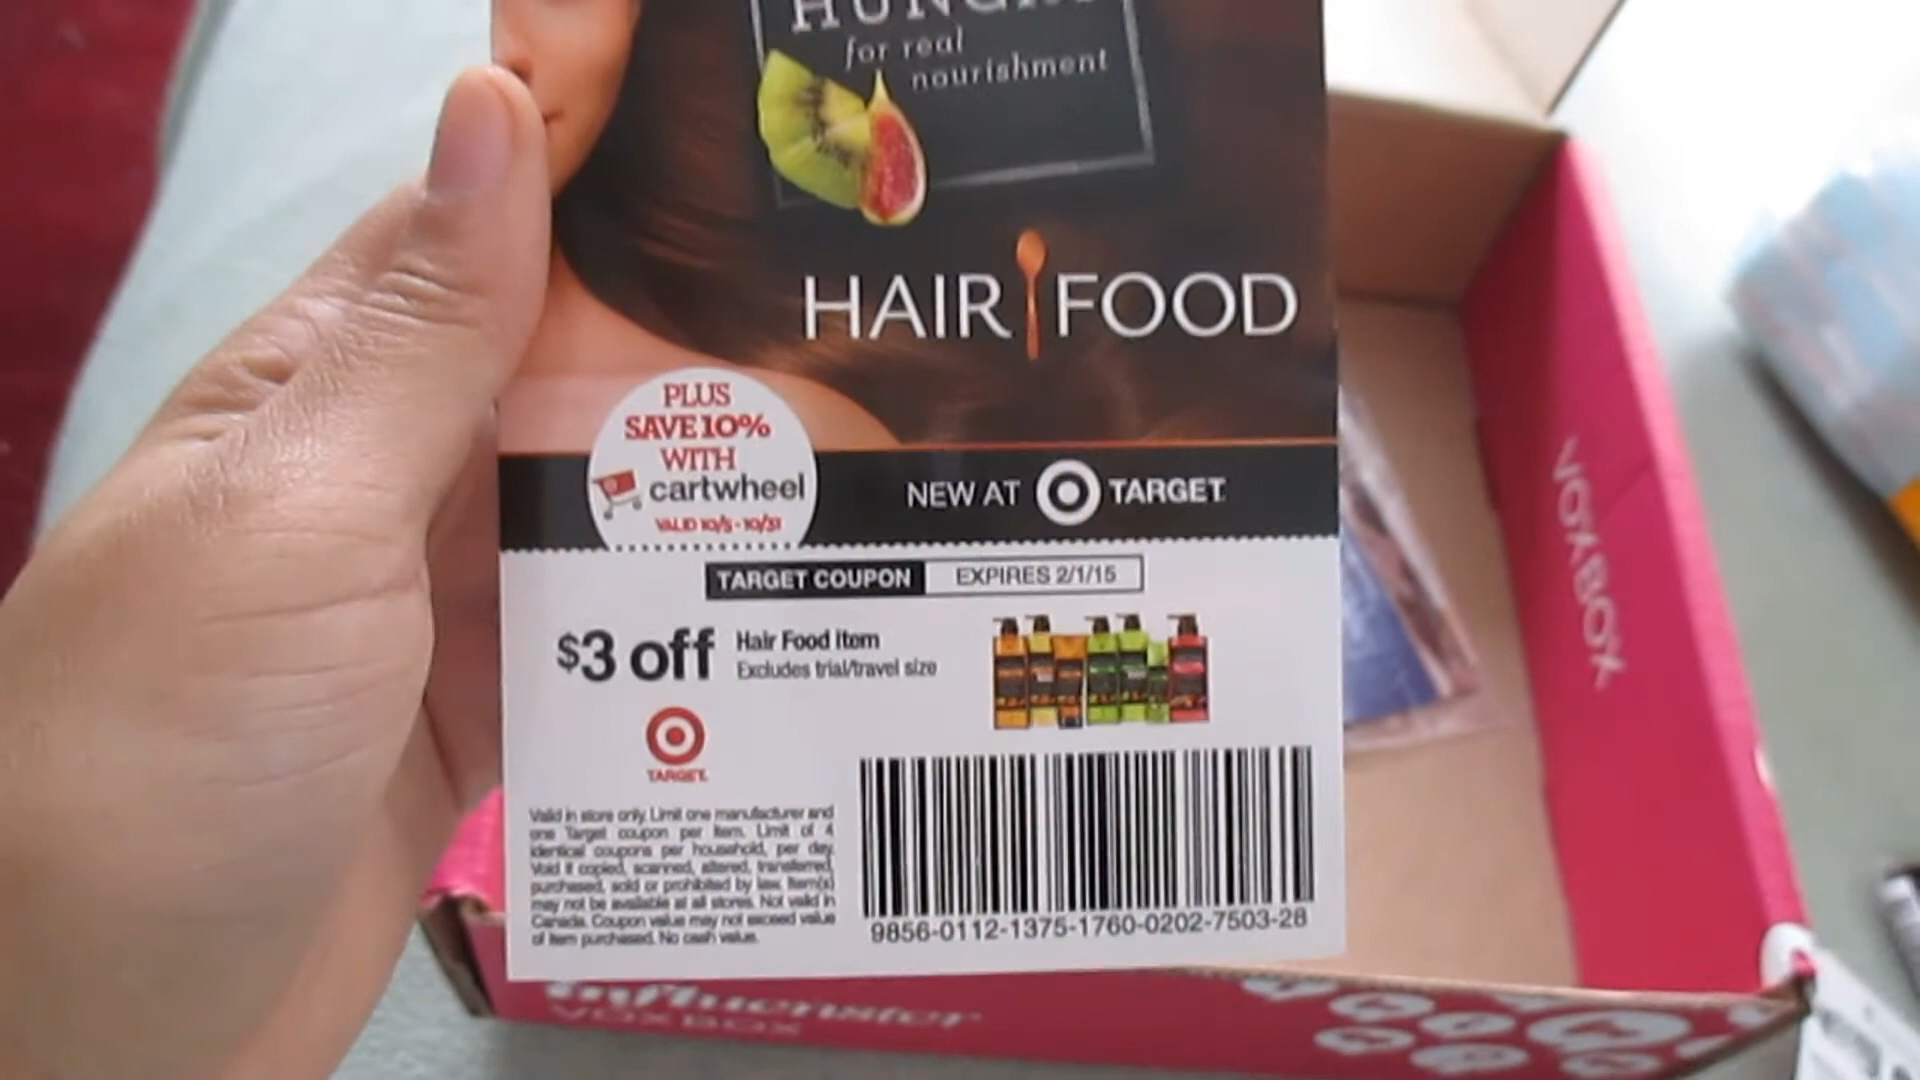 HUNGRY
for real
nourishment
HAIR FOOD
PLUS
SAVE 10%
WITH
cartwheel
VALID 10/5 - 10/31
NEW AT TARGET
TARGET COUPON EXPIRES 2/1/15
$3 off Hair Food item
Excludes trial/travel size
TARGET
Valid in store only. Limit one manufacturer and
one Target coupon per item. Limit of 4
identical coupons per household, per day.
Void if copied, scanned, altered, transferred,
purchased, sold or prohibited by law. Item(s)
may not be available at all stores. Not valid in
Canada. Coupon value may not exceed value
of item purchased. No cash value.
9856-0112-1375-1760-0202-7503-28
VOXBOX
influenster
VOXBOX